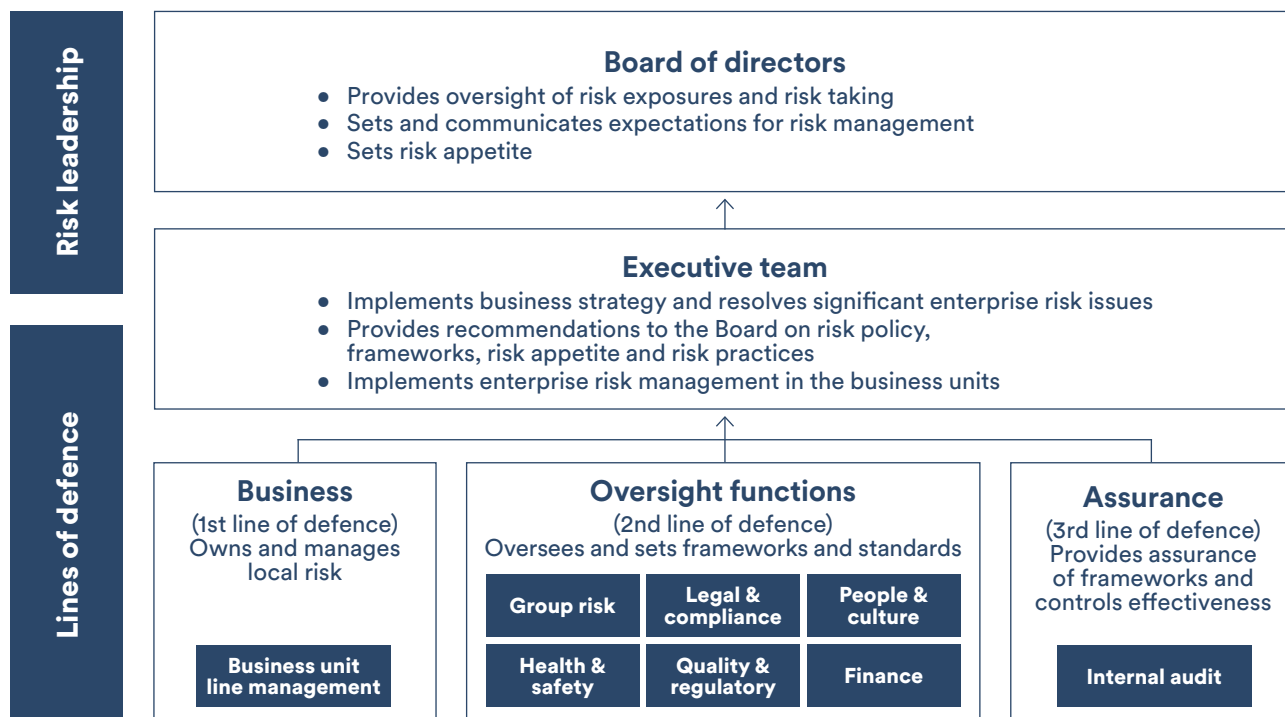 Risk leadership
Board of directors
● Provides oversight of risk exposures and risk taking
● Sets and communicates expectations for risk management
● Sets risk appetite
Executive team
● Implements business strategy and resolves significant enterprise risk issues
● Provides recommendations to the Board on risk policy,
frameworks, risk appetite and risk practices
● Implements enterprise risk management in the business units
Lines of defence
Business
(1st line of defence)
Owns and manages
local risk
Business unit
line management
Oversight functions
(2nd line of defence)
Oversees and sets frameworks and standards
Group risk
Legal &
compliance
People &
culture
Health &
safety
Quality &
regulatory
Finance
Assurance
(3rd line of defence)
Provides assurance
of frameworks and
controls effectiveness
Internal audit